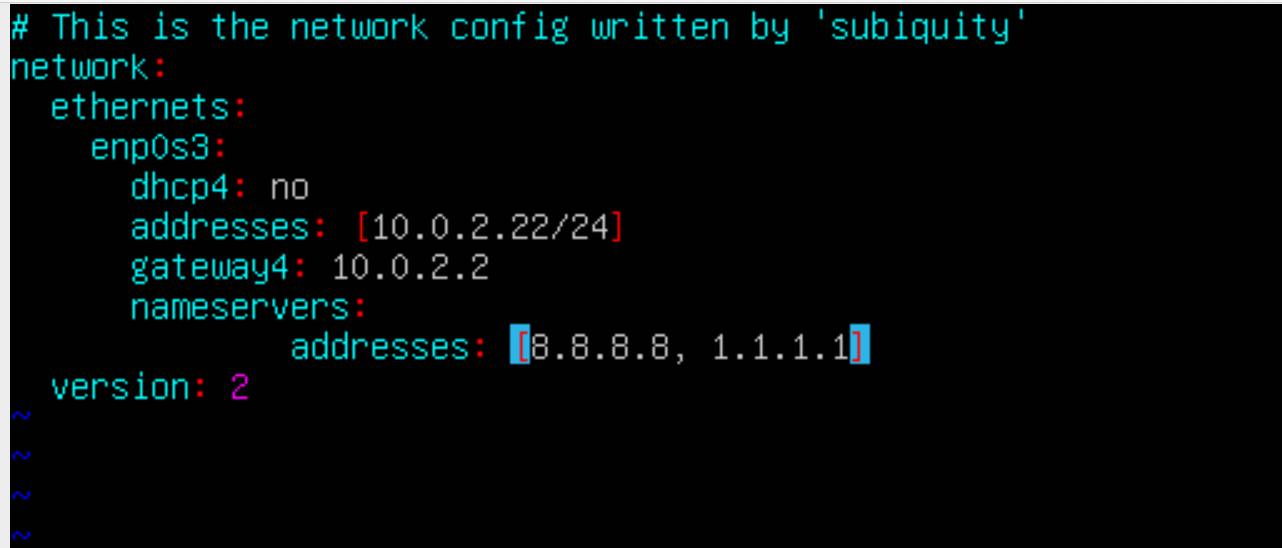 # This is the network config written by 'subiquity'
network:
  ethernets:
    enp0s3:
      dhcp4: no
      addresses: [10.0.2.22/24]
      gateway4: 10.0.2.2
      nameservers:
              addresses: [8.8.8.8, 1.1.1.1]
  version: 2
~
~
~
~